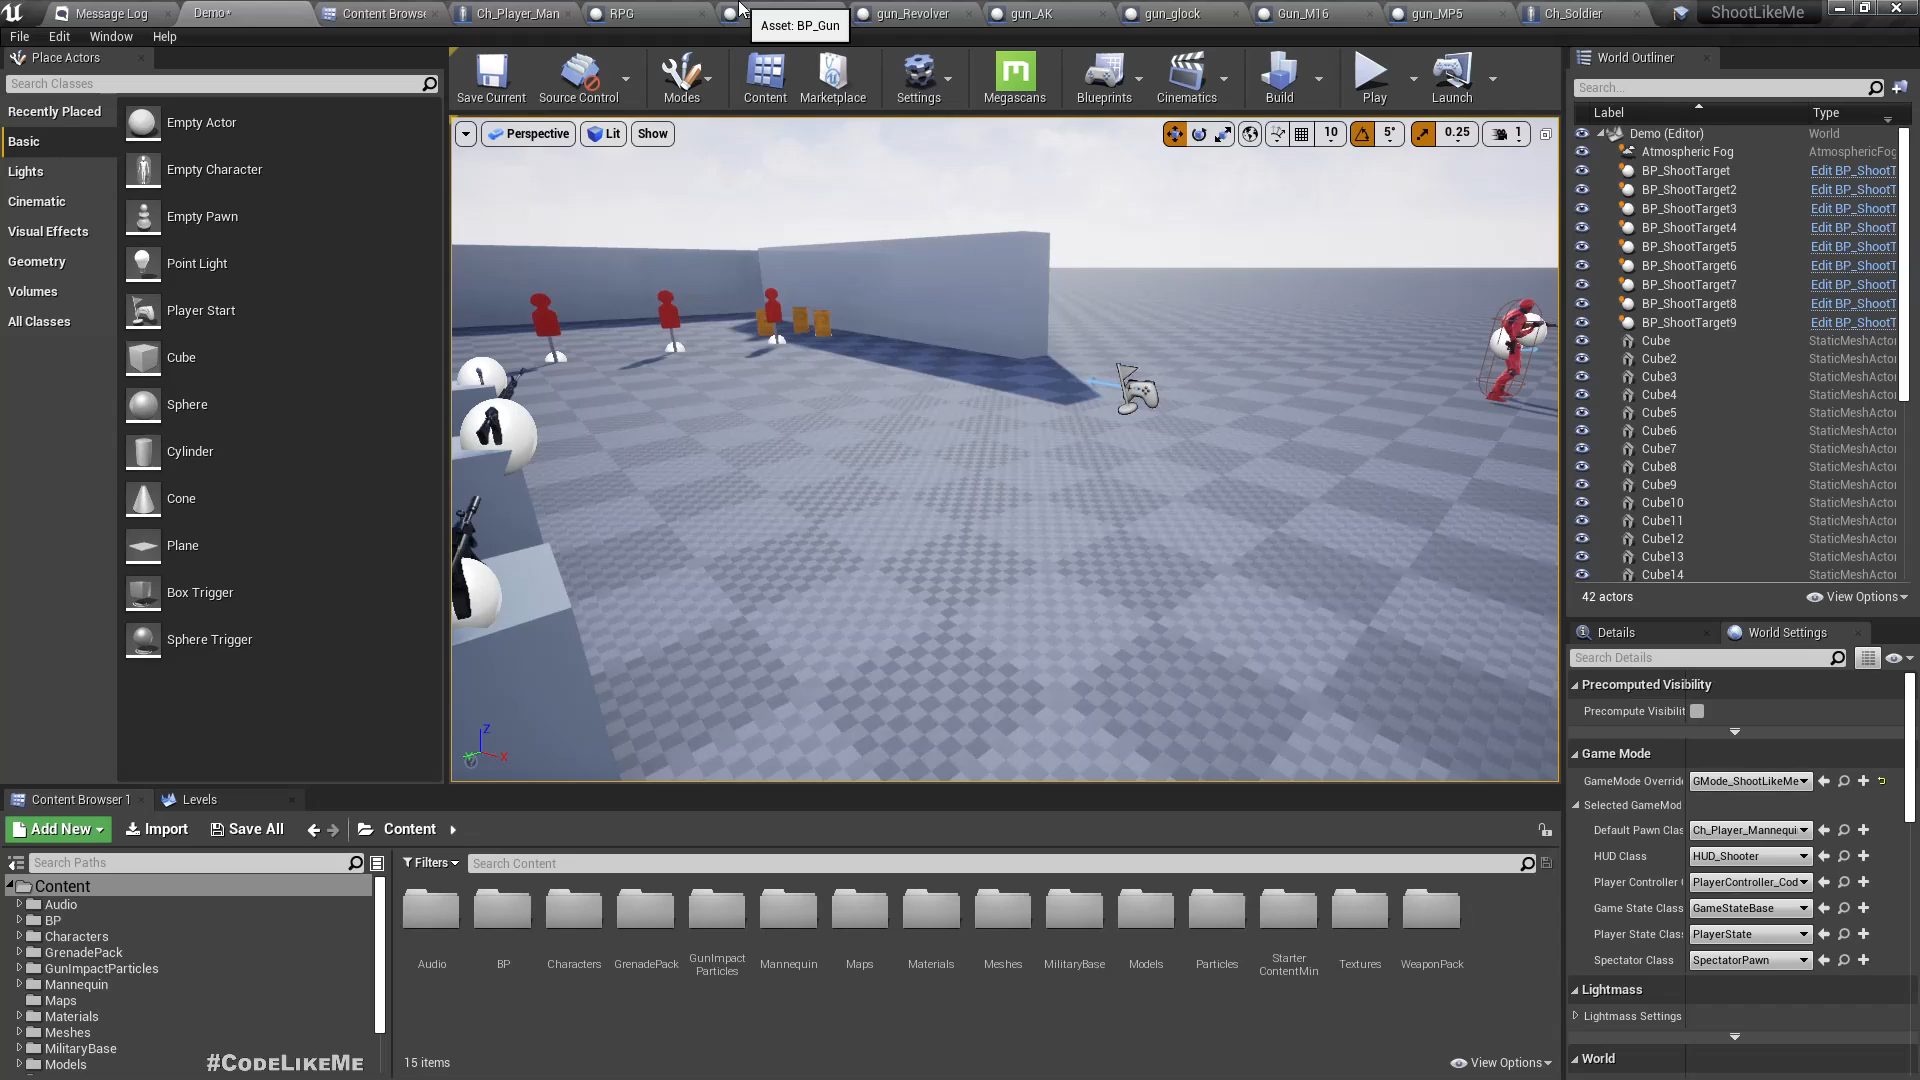 Message Log
Demo*
Content Browse
Ch_Player_Man
RPG
gun_Revolver
gun_AK
gun_glock
Gun_M16
gun_MP5
Ch_Soldier
ShootLikeMe
Asset: BP_Gun
File
Edit
Window
Help
Place Actors
Search Classes
Recently Placed
Basic
Lights
Cinematic
Visual Effects
Geometry
Volumes
All Classes
Empty Actor
Empty Character
Empty Pawn
Point Light
Player Start
Cube
Sphere
Cylinder
Cone
Plane
Box Trigger
Sphere Trigger
Save Current
Source Control
Modes
Content
Marketplace
Settings
Megascans
Blueprints
Cinematics
Build
Play
Launch
Perspective
Lit
Show
10
5°
0.25
1
Z
X
World Outliner
Search...
Label
Type
Demo (Editor)
World
Atmospheric Fog
AtmosphericFog
BP_ShootTarget
Edit BP_ShootT
BP_ShootTarget2
Edit BP_ShootT
BP_ShootTarget3
Edit BP_ShootT
BP_ShootTarget4
Edit BP_ShootT
BP_ShootTarget5
Edit BP_ShootT
BP_ShootTarget6
Edit BP_ShootT
BP_ShootTarget7
Edit BP_ShootT
BP_ShootTarget8
Edit BP_ShootT
BP_ShootTarget9
Edit BP_ShootT
Cube
StaticMeshActor
Cube2
StaticMeshActor
Cube3
StaticMeshActor
Cube4
StaticMeshActor
Cube5
StaticMeshActor
Cube6
StaticMeshActor
Cube7
StaticMeshActor
Cube8
StaticMeshActor
Cube9
StaticMeshActor
Cube10
StaticMeshActor
Cube11
StaticMeshActor
Cube12
StaticMeshActor
Cube13
StaticMeshActor
Cube14
StaticMeshActor
42 actors
View Options
Details
World Settings
Search Details
Precomputed Visibility
Precompute Visibilit
Game Mode
GameMode Override
GMode_ShootLikeMe
Selected GameMod
Default Pawn Clas
Ch_Player_Mannequi
HUD Class
HUD_Shooter
Player Controller
PlayerController_Cod
Game State Class
GameStateBase
Player State Clas
PlayerState
Spectator Class
SpectatorPawn
Lightmass
Lightmass Settings
World
Content Browser 1
Levels
Add New
Import
Save All
Content
Search Paths
Filters
Search Content
Content
Audio
BP
Characters
GrenadePack
GunImpactParticles
Mannequin
Maps
Materials
Meshes
MilitaryBase
Models
Audio
BP
Characters
GrenadePack
GunImpact
Particles
Mannequin
Maps
Materials
Meshes
MilitaryBase
Models
Particles
Starter
ContentMin
Textures
WeaponPack
15 items
View Options
#CODELIKEME